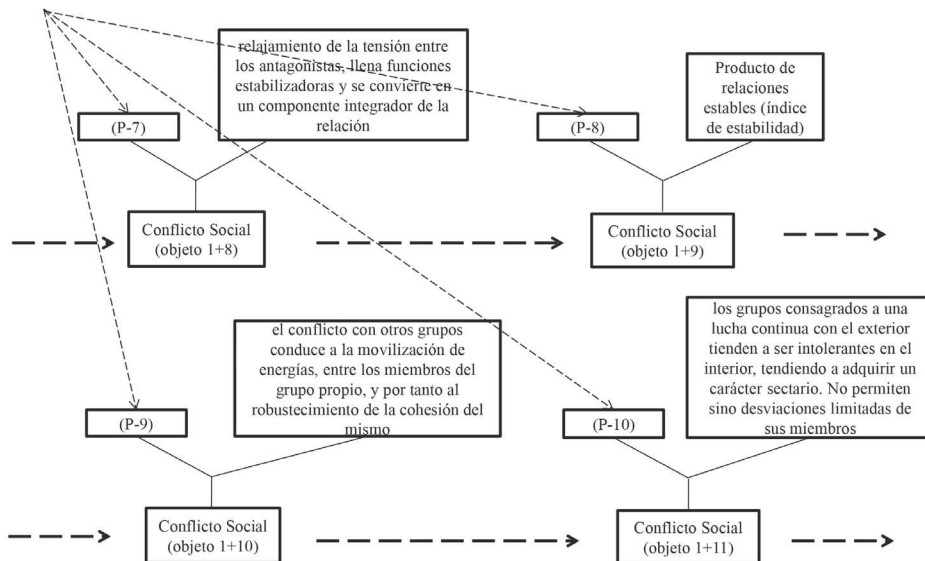 relajamiento de la tensión entre
los antagonistas, llena funciones
estabilizadoras y se convierte en
un componente integrador de la
relación
(P-7)
Producto de
relaciones
estables (índice
de estabilidad)
(P-8)
Conflicto Social
(objeto 1+8)
Conflicto Social
(objeto 1+9)
el conflicto con otros grupos
conduce a la movilización de
energías, entre los miembros del
grupo propio, y por tanto al
robustecimiento de la cohesión del
mismo
(P-9)
los grupos consagrados a una
lucha continua con el exterior
tienden a ser intolerantes en el
interior, tendiendo a adquirir un
carácter sectario. No permiten
sino desviaciones limitadas de
sus miembros
(P-10)
Conflicto Social
(objeto 1+10)
Conflicto Social
(objeto 1+11)